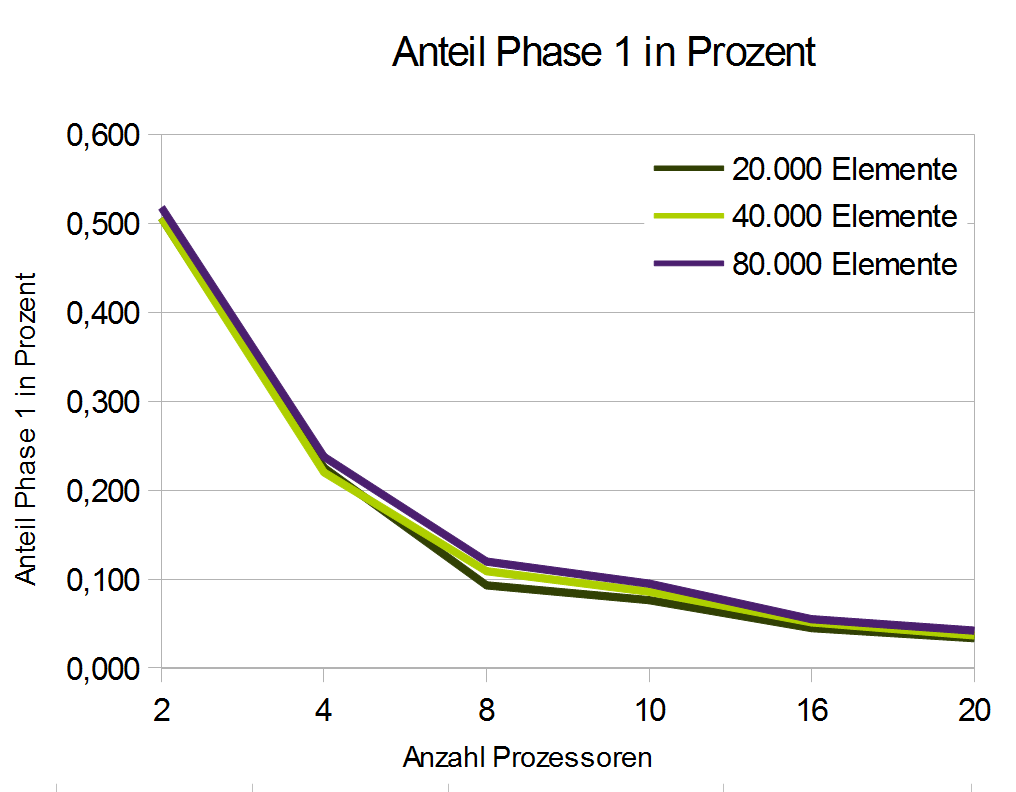 Anteil Phase 1 in Prozent
0,600
0,500
0,400
0,300
0,200
0,100
0,000
Anteil Phase 1 in Prozent
20.000 Elemente
40.000 Elemente
80.000 Elemente
2 4 8 10 16 20
Anzahl Prozessoren